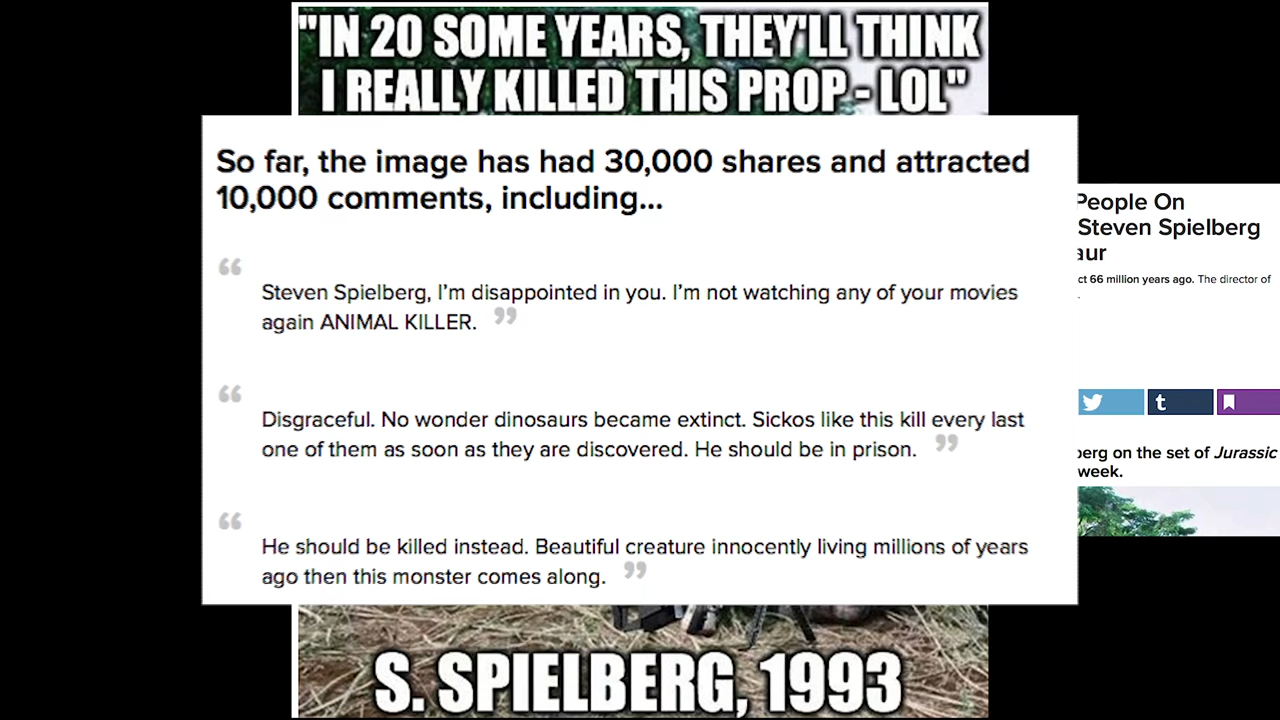 "IN 20 SOME YEARS, THEY'LL THINK
I REALLY KILLED THIS PROP - LOL"
So far, the image has had 30,000 shares and attracted
10,000 comments, including...
“
Steven Spielberg, I’m disappointed in you. I’m not watching any of your movies
again ANIMAL KILLER. ”
“
Disgraceful. No wonder dinosaurs became extinct. Sickos like this kill every last
one of them as soon as they are discovered. He should be in prison. ”
“
He should be killed instead. Beautiful creature innocently living millions of years
ago then this monster comes along. ”
S. SPIELBERG, 1993
People On
Steven Spielberg
aur
ct 66 million years ago. The director of
.
t
berg on the set of Jurassic
week.